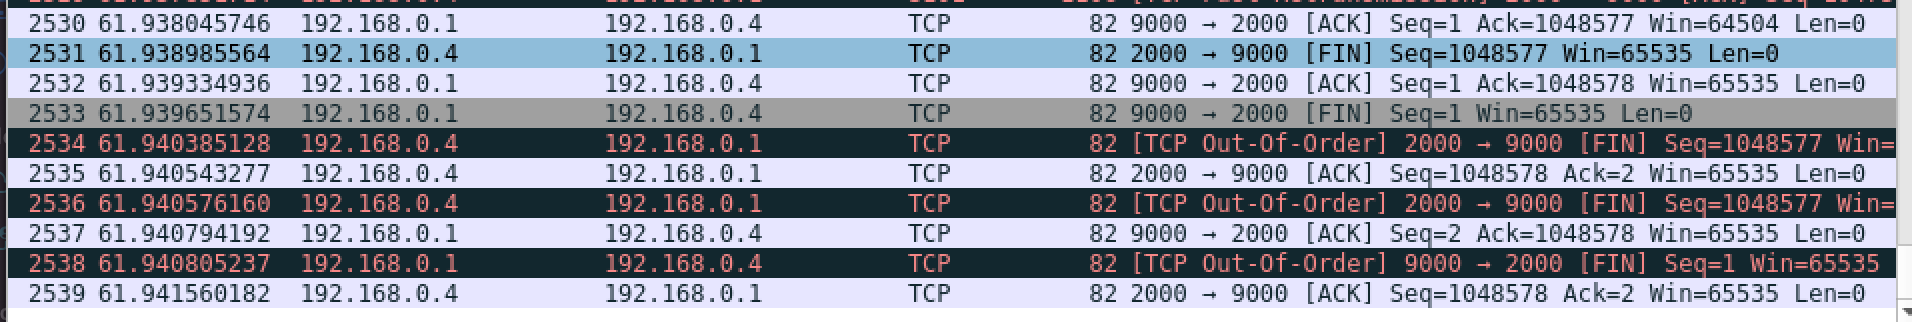 2530 61.938045746 192.168.0.1 192.168.0.4 TCP 82 9000 → 2000 [ACK] Seq=1 Ack=1048577 Win=64504 Len=0
2531 61.938985564 192.168.0.4 192.168.0.1 TCP 82 2000 → 9000 [FIN] Seq=1048577 Win=65535 Len=0
2532 61.939334936 192.168.0.1 192.168.0.4 TCP 82 9000 → 2000 [ACK] Seq=1 Ack=1048578 Win=65535 Len=0
2533 61.939651574 192.168.0.1 192.168.0.4 TCP 82 9000 → 2000 [FIN] Seq=1 Win=65535 Len=0
2534 61.940385128 192.168.0.4 192.168.0.1 TCP 82 [TCP Out-Of-Order] 2000 → 9000 [FIN] Seq=1048577 Win=
2535 61.940543277 192.168.0.4 192.168.0.1 TCP 82 2000 → 9000 [ACK] Seq=1048578 Ack=2 Win=65535 Len=0
2536 61.940576160 192.168.0.4 192.168.0.1 TCP 82 [TCP Out-Of-Order] 2000 → 9000 [FIN] Seq=1048577 Win=
2537 61.940794192 192.168.0.1 192.168.0.4 TCP 82 9000 → 2000 [ACK] Seq=2 Ack=1048578 Win=65535 Len=0
2538 61.940805237 192.168.0.1 192.168.0.4 TCP 82 [TCP Out-Of-Order] 9000 → 2000 [FIN] Seq=1 Win=65535
2539 61.941560182 192.168.0.4 192.168.0.1 TCP 82 2000 → 9000 [ACK] Seq=1048578 Ack=2 Win=65535 Len=0